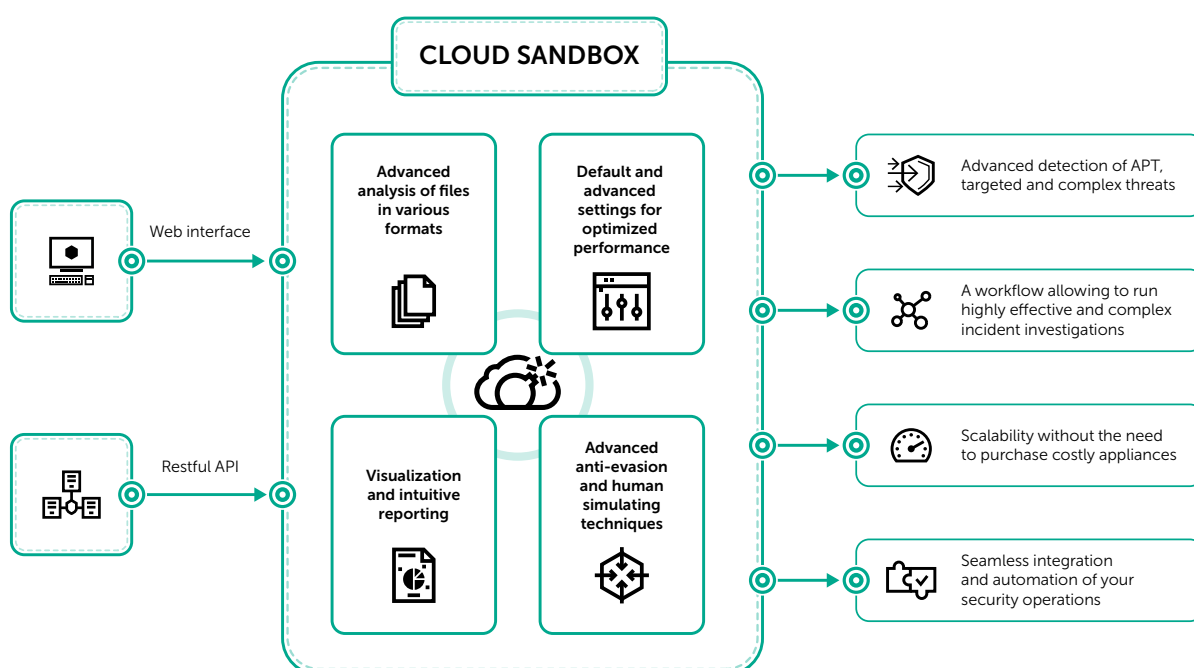 CLOUD SANDBOX
Web interface
Restful API
Advanced
analysis of files
in various
formats
Default and
advanced
settings for
optimized
performance
Visualization
and intuitive
reporting
Advanced
anti-evasion
and human
simulating
techniques
Advanced detection of APT,
targeted and complex threats
A workflow allowing to run
highly effective and complex
incident investigations
Scalability without the need
to purchase costly appliances
Seamless integration
and automation of your
security operations